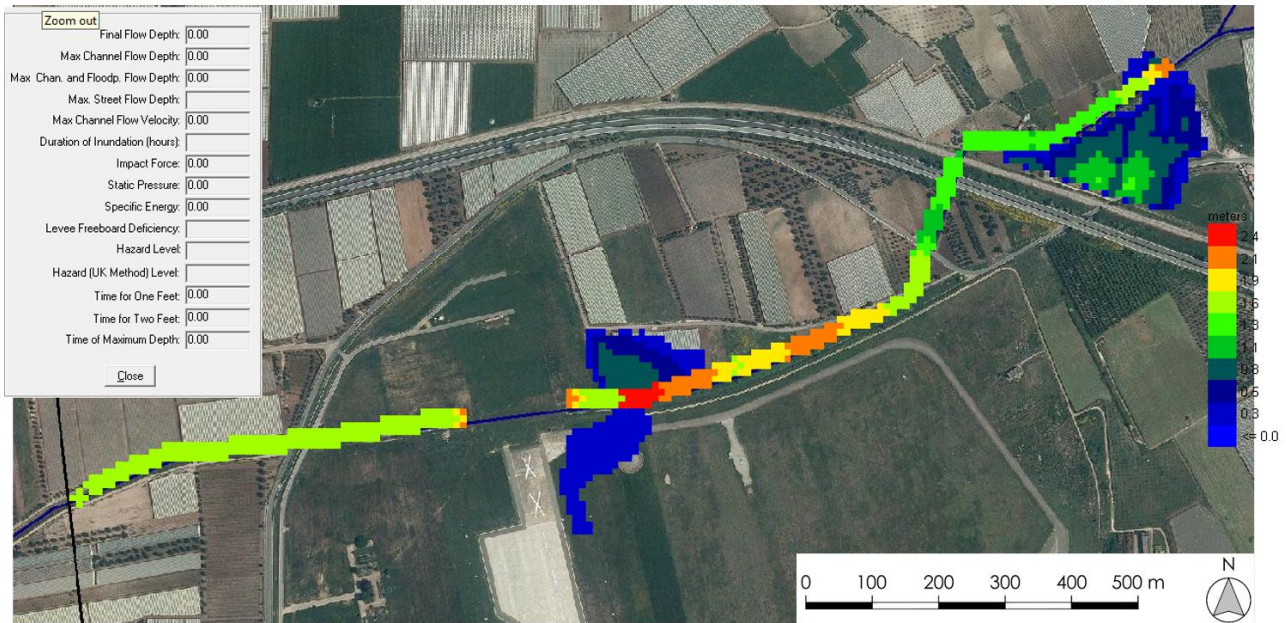 Zoom out
Final Flow Depth: 0.00
Max Channel Flow Depth: 0.00
Max Chan. and Floodp. Flow Depth: 0.00
Max. Street Flow Depth:
Max Channel Flow Velocity: 0.00
Duration of Inundation (hours):
Impact Force: 0.00
Static Pressure: 0.00
Specific Energy: 0.00
Levee Freeboard Deficiency:
Hazard Level:
Hazard (UK Method) Level:
Time for One Feet: 0.00
Time for Two Feet: 0.00
Time of Maximum Depth: 0.00
Close
meters
2.4
2.1
1.9
1.6
1.3
1.1
0.8
0.5
0.3
<= 0.0
0 100 200 300 400 500 m
N